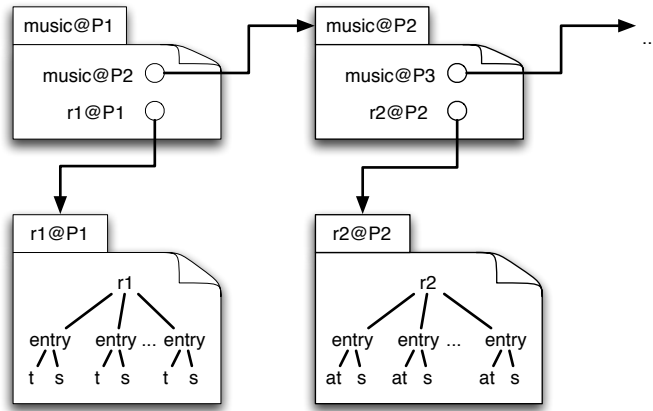 music@P1
music@P2
music@P2
r1@P1
music@P3
r2@P2
...
r1@P1
r1
entry entry ... entry
t s t s t s
r2@P2
r2
entry entry ... entry
at s at s at s